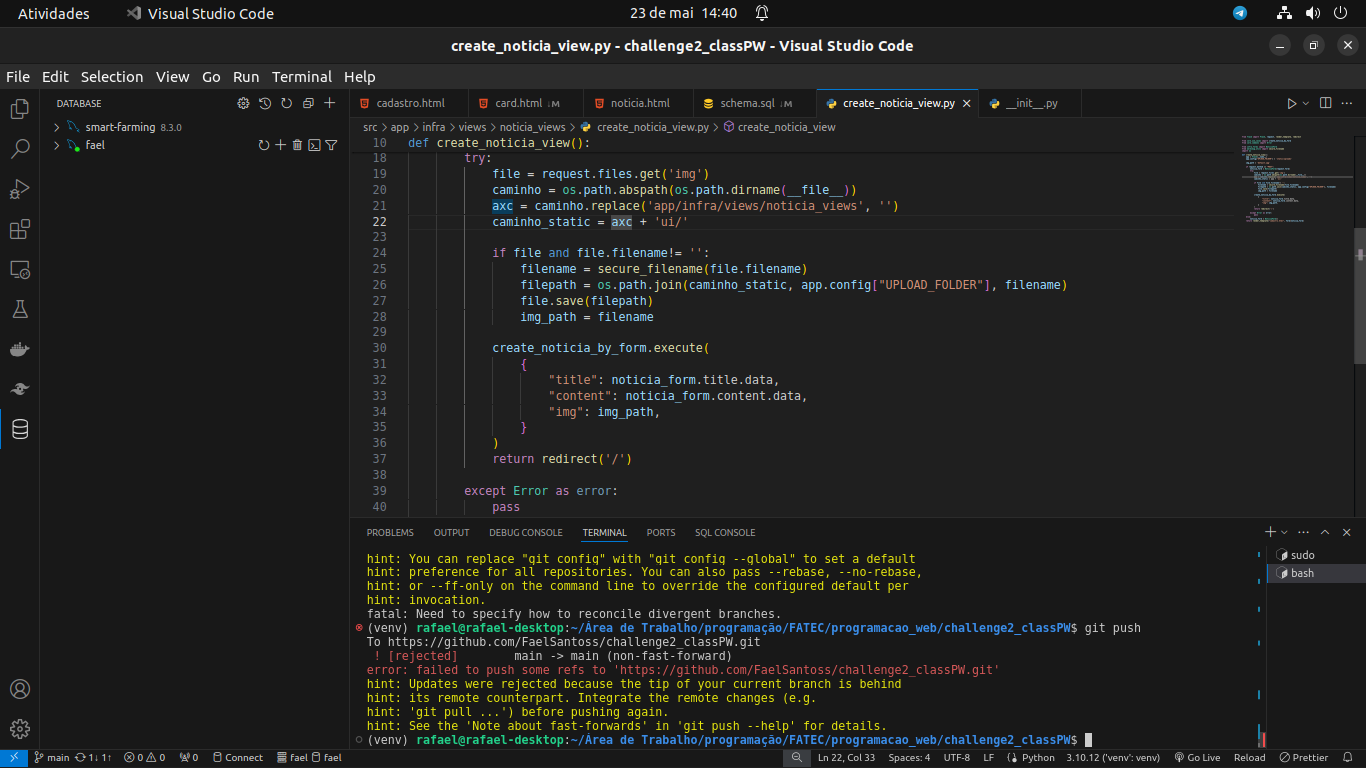 Atividades
Visual Studio Code
23 de mai 14:40
create_noticia_view.py - challenge2_classPW - Visual Studio Code
File Edit Selection View Go Run Terminal Help
DATABASE
smart-farming 8.3.0
fael
cadastro.html
card.html ↓M
noticia.html
schema.sql ↓M
create_noticia_view.py
__init__.py
src > app > infra > views > noticia_views > create_noticia_view.py > create_noticia_view
10 def create_noticia_view():
18 try:
19 file = request.files.get('img')
20 caminho = os.path.abspath(os.path.dirname(__file__))
21 axc = caminho.replace('app/infra/views/noticia_views', '')
22 caminho_static = axc + 'ui/'
23
24 if file and file.filename!= '':
25 filename = secure_filename(file.filename)
26 filepath = os.path.join(caminho_static, app.config["UPLOAD_FOLDER"], filename)
27 file.save(filepath)
28 img_path = filename
29
30 create_noticia_by_form.execute(
31 {
32 "title": noticia_form.title.data,
33 "content": noticia_form.content.data,
34 "img": img_path,
35 }
36 )
37 return redirect('/')
38
39 except Error as error:
40 pass
PROBLEMS OUTPUT DEBUG CONSOLE TERMINAL PORTS SQL CONSOLE
hint: You can replace "git config" with "git config --global" to set a default
hint: preference for all repositories. You can also pass --rebase, --no-rebase,
hint: or --ff-only on the command line to override the configured default per
hint: invocation.
fatal: Need to specify how to reconcile divergent branches.
(venv) rafael@rafael-desktop:~/Área de Trabalho/programação/FATEC/programacao_web/challenge2_classPW$ git push
To https://github.com/FaelSantoss/challenge2_classPW.git
! [rejected] main -> main (non-fast-forward)
error: failed to push some refs to 'https://github.com/FaelSantoss/challenge2_classPW.git'
hint: Updates were rejected because the tip of your current branch is behind
hint: its remote counterpart. Integrate the remote changes (e.g.
hint: 'git pull ...') before pushing again.
hint: See the 'Note about fast-forwards' in 'git push --help' for details.
(venv) rafael@rafael-desktop:~/Área de Trabalho/programação/FATEC/programacao_web/challenge2_classPW$
sudo
bash
main 1↓ 1↑ 0 0 0 Connect fael fael Ln 22, Col 33 Spaces: 4 UTF-8 LF Python 3.10.12 ('venv': venv) Go Live Reload Prettier